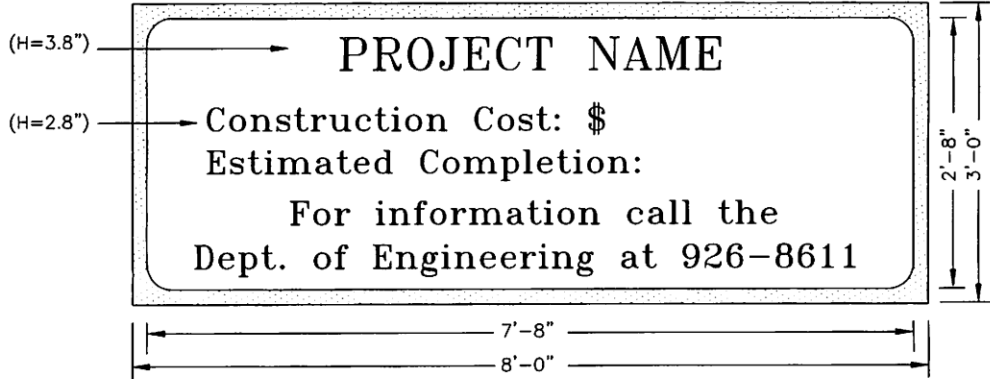 (H=3.8")
PROJECT NAME
(H=2.8")
Construction Cost: $
Estimated Completion:
For information call the
Dept. of Engineering at 926-8611
2'-8"
3'-0"
7'-8"
8'-0"